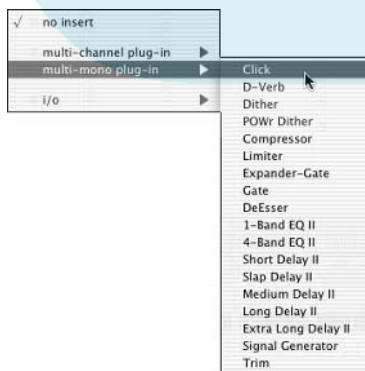 √ no insert
multi-channel plug-in ▶
multi-mono plug-in ▶
i/o ▶
Click
D-Verb
Dither
POWr Dither
Compressor
Limiter
Expander-Gate
Gate
DeEsser
1-Band EQ II
4-Band EQ II
Short Delay II
Slap Delay II
Medium Delay II
Long Delay II
Extra Long Delay II
Signal Generator
Trim